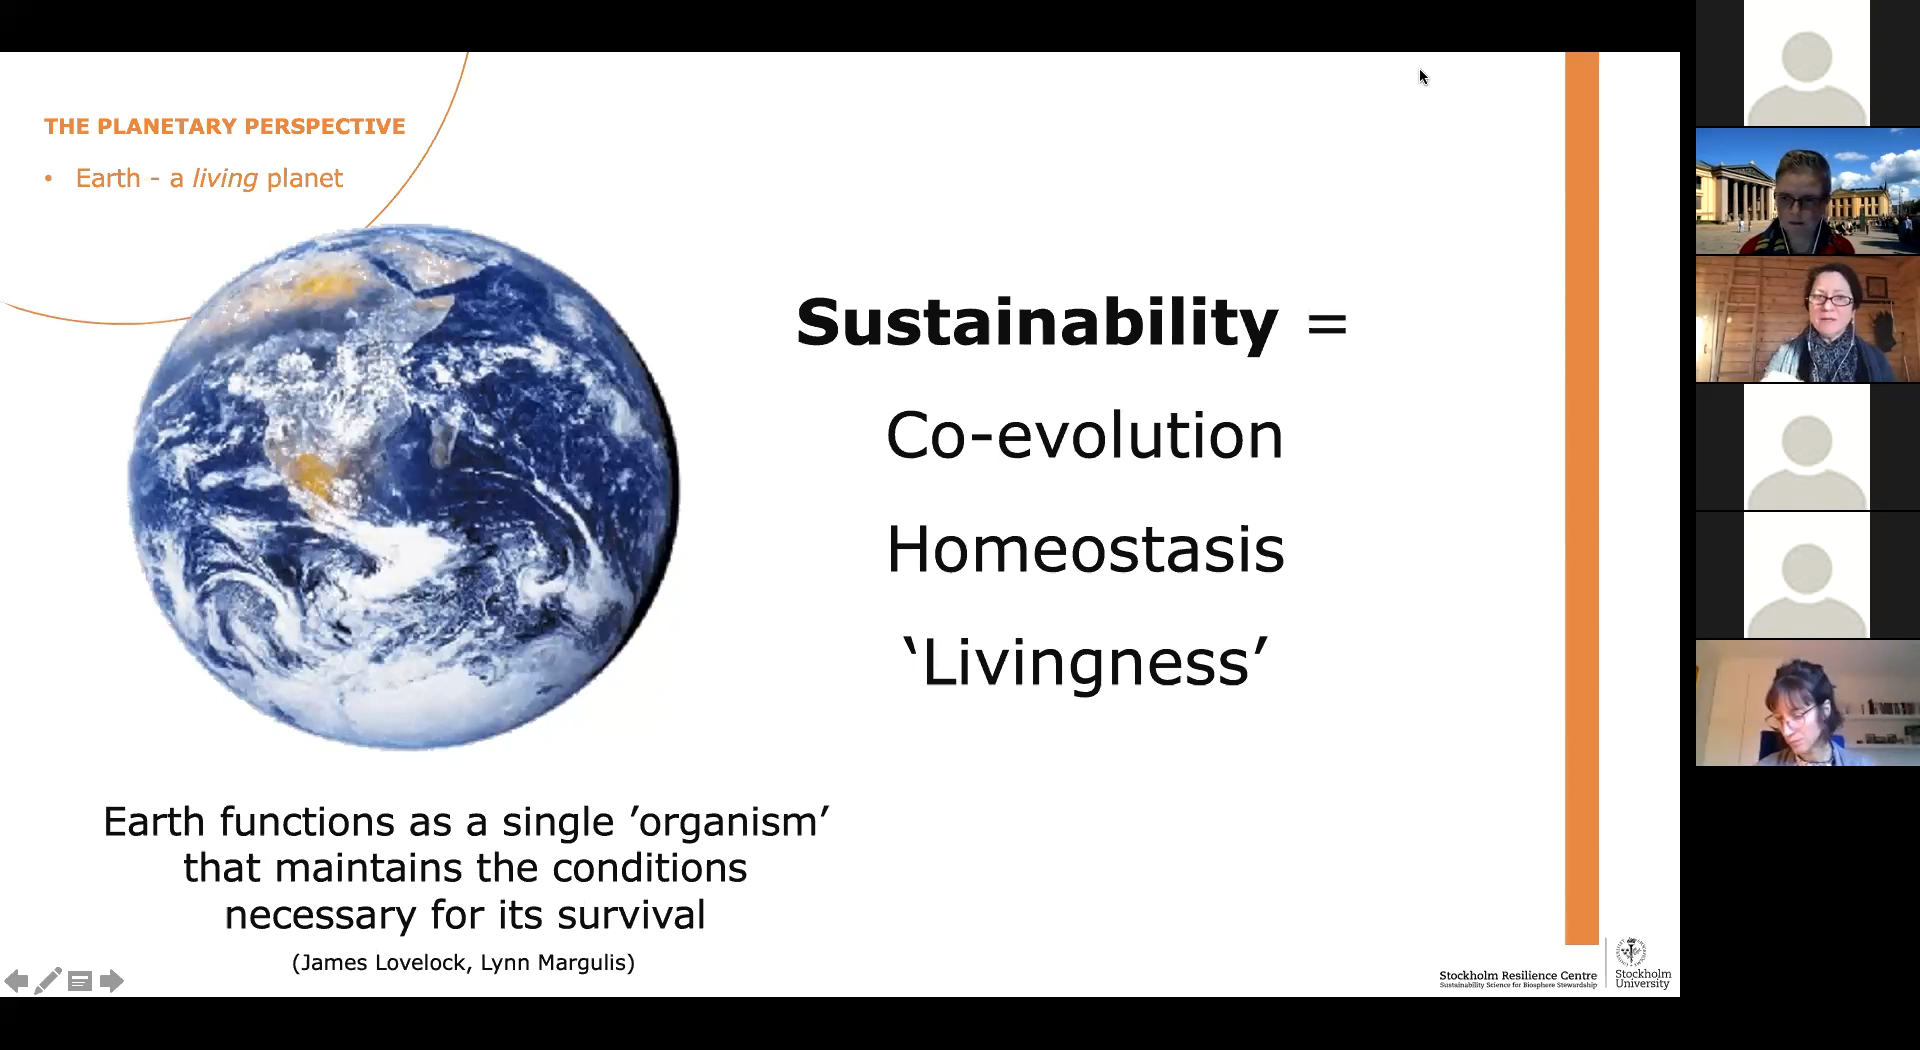 THE PLANETARY PERSPECTIVE
• Earth - a living planet
Sustainability =
Co-evolution
Homeostasis
‘Livingness’
Earth functions as a single ’organism’
that maintains the conditions
necessary for its survival
(James Lovelock, Lynn Margulis)
Stockholm Resilience Centre
Sustainability Science for Biosphere Stewardship
Stockholm
University